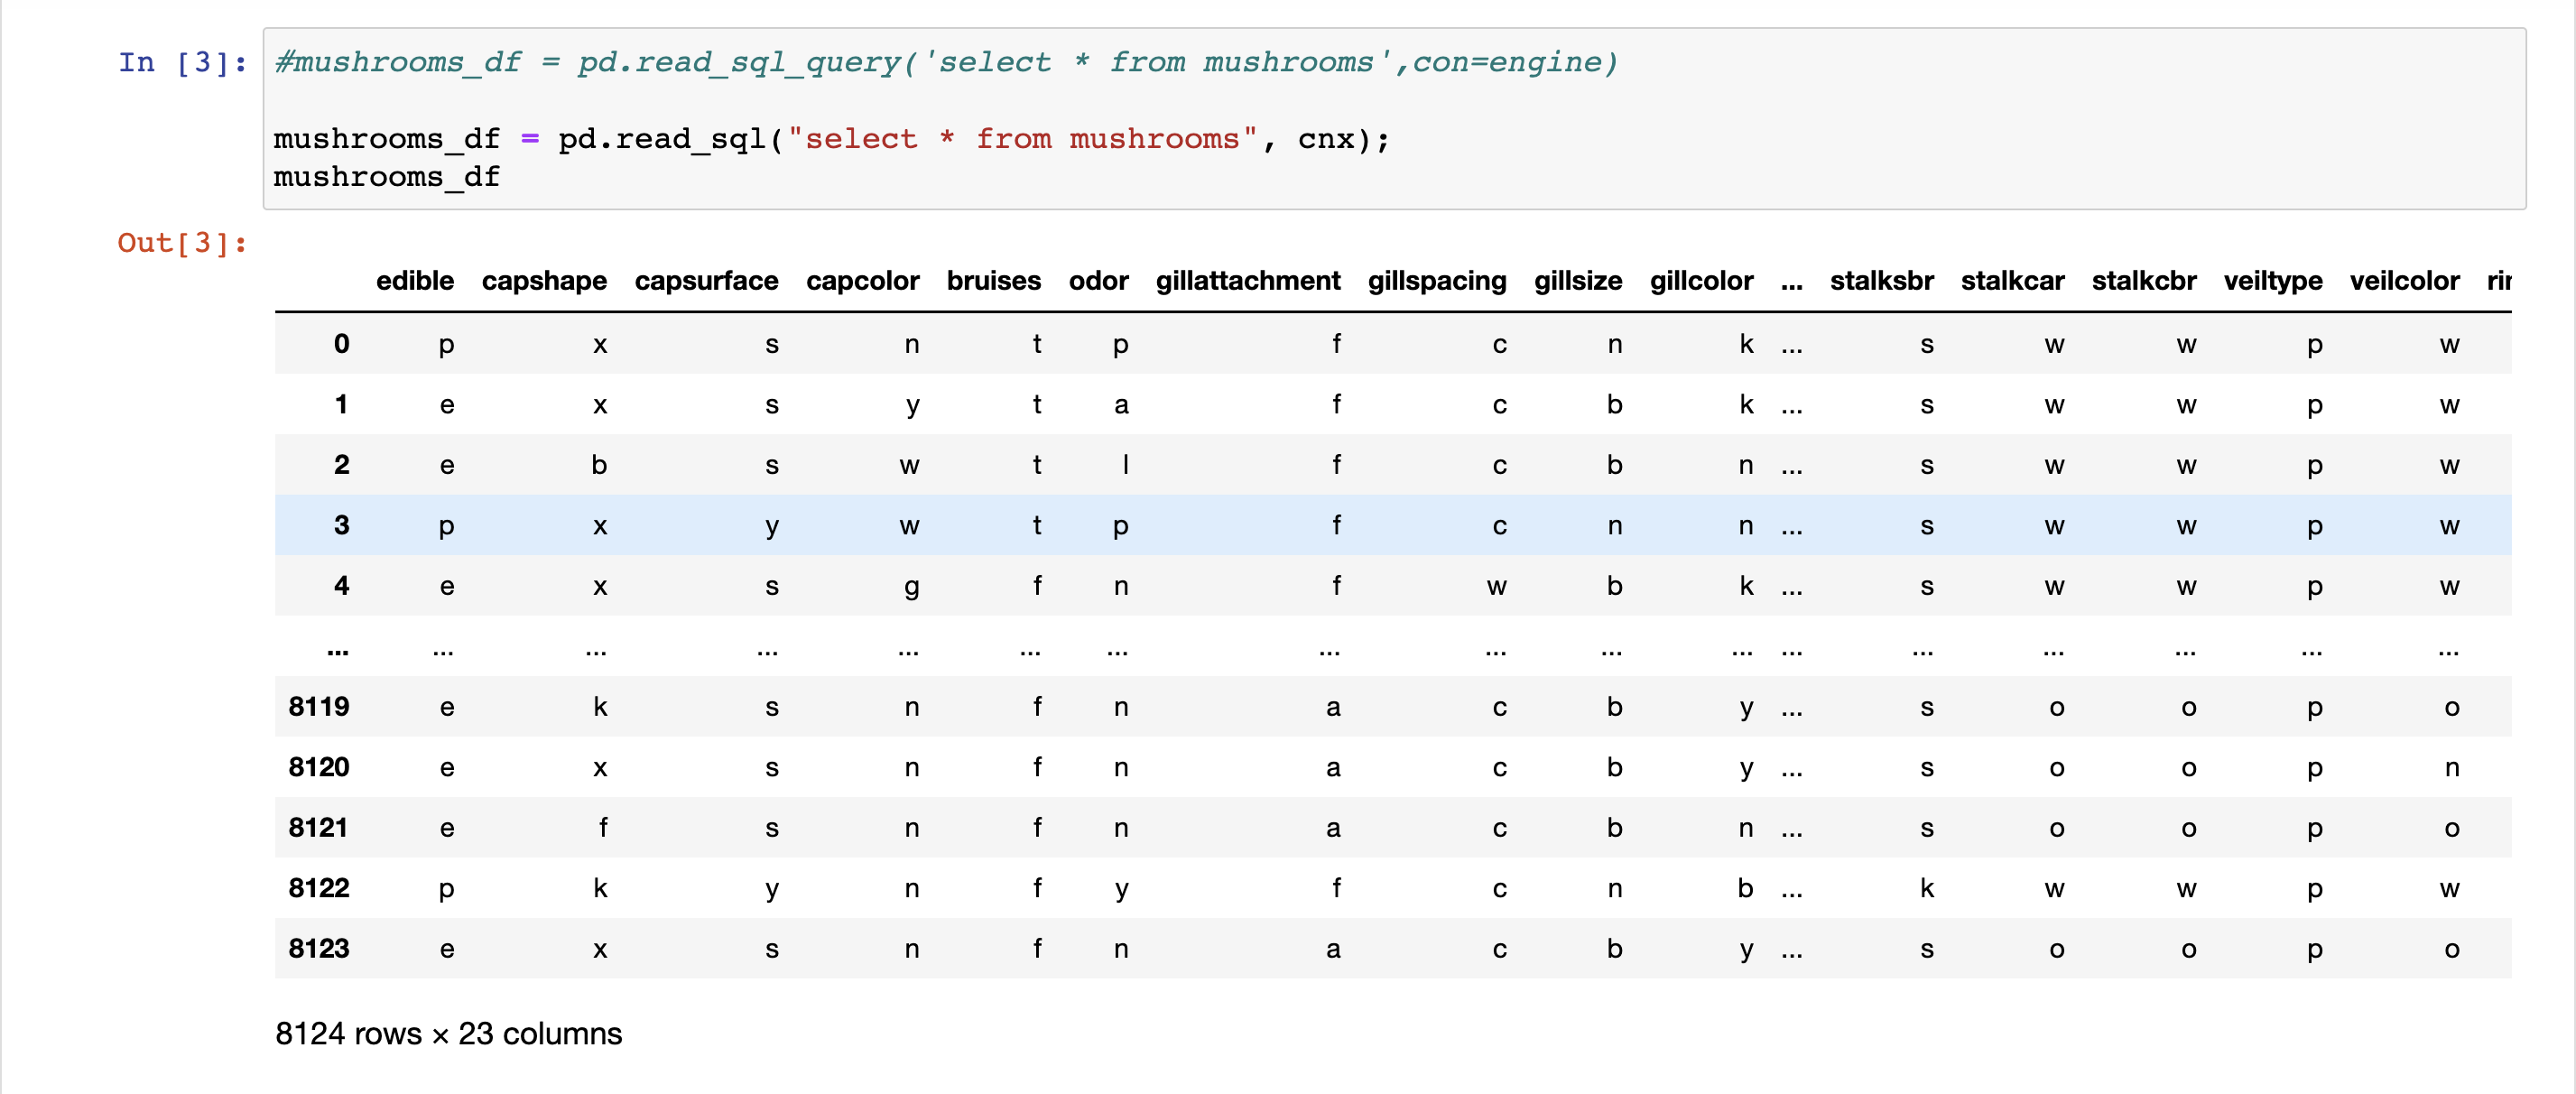 In [3]: #mushrooms_df = pd.read_sql_query('select * from mushrooms',con=engine)
mushrooms_df = pd.read_sql("select * from mushrooms", cnx);
mushrooms_df
Out[3]:
edible capshape capsurface capcolor bruises odor gillattachment gillspacing gillsize gillcolor ... stalksbr stalkcar stalkcbr veiltype veilcolor
0 p x s n t p f c n k ... s w w p w
1 e x s y t a f c b k ... s w w p w
2 e b s w t l f c b n ... s w w p w
3 p x y w t p f c n n ... s w w p w
4 e x s g f n f w b k ... s w w p w
... ... ... ... ... ... ... ... ... ... ... ... ... ... ... ... ...
8119 e k s n f n a c b y ... s o o p o
8120 e x s n f n a c b y ... s o o p n
8121 e f s n f n a c b n ... s o o p o
8122 p k y n f y f c n b ... k w w p w
8123 e x s n f n a c b y ... s o o p o
8124 rows × 23 columns